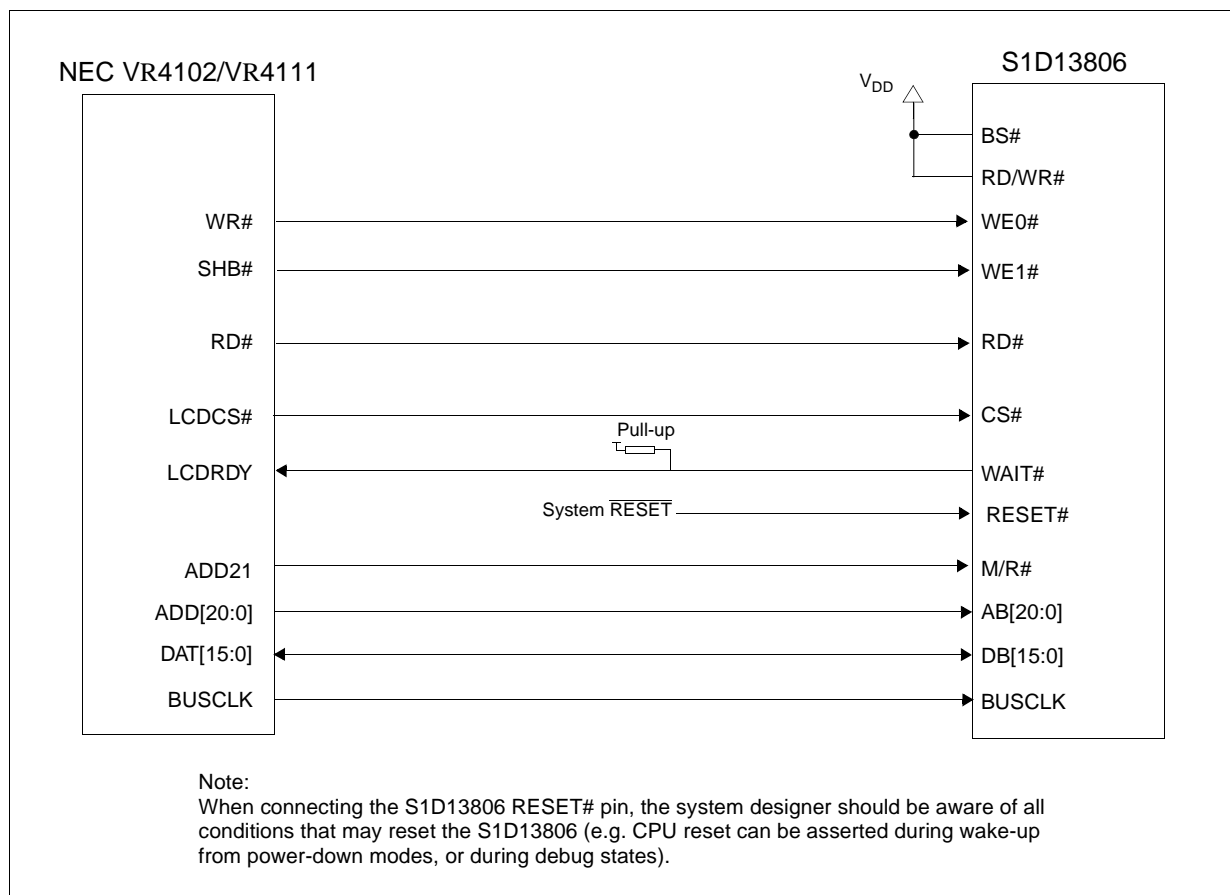 NEC VR4102/VR4111
S1D13806
VDD
BS#
RD/WR#
WR#
WE0#
SHB#
WE1#
RD#
RD#
LCDCS#
CS#
Pull-up
LCDRDY
WAIT#
System RESET
RESET#
ADD21
M/R#
ADD[20:0]
AB[20:0]
DAT[15:0]
DB[15:0]
BUSCLK
BUSCLK
Note:
When connecting the S1D13806 RESET# pin, the system designer should be aware of all
conditions that may reset the S1D13806 (e.g. CPU reset can be asserted during wake-up
from power-down modes, or during debug states).